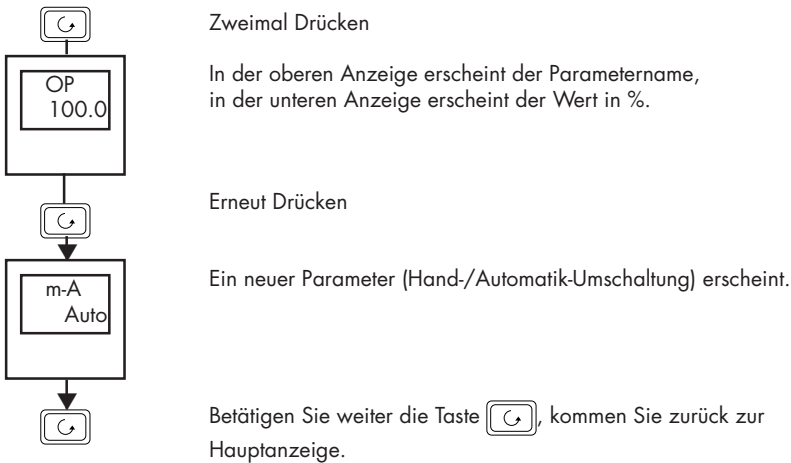 Zweimal Drücken
OP
100.0
In der oberen Anzeige erscheint der Parametername,
in der unteren Anzeige erscheint der Wert in %.
Erneut Drücken
m-A
Auto
Ein neuer Parameter (Hand-/Automatik-Umschaltung) erscheint.
Betätigen Sie weiter die Taste , kommen Sie zurück zur
Hauptanzeige.